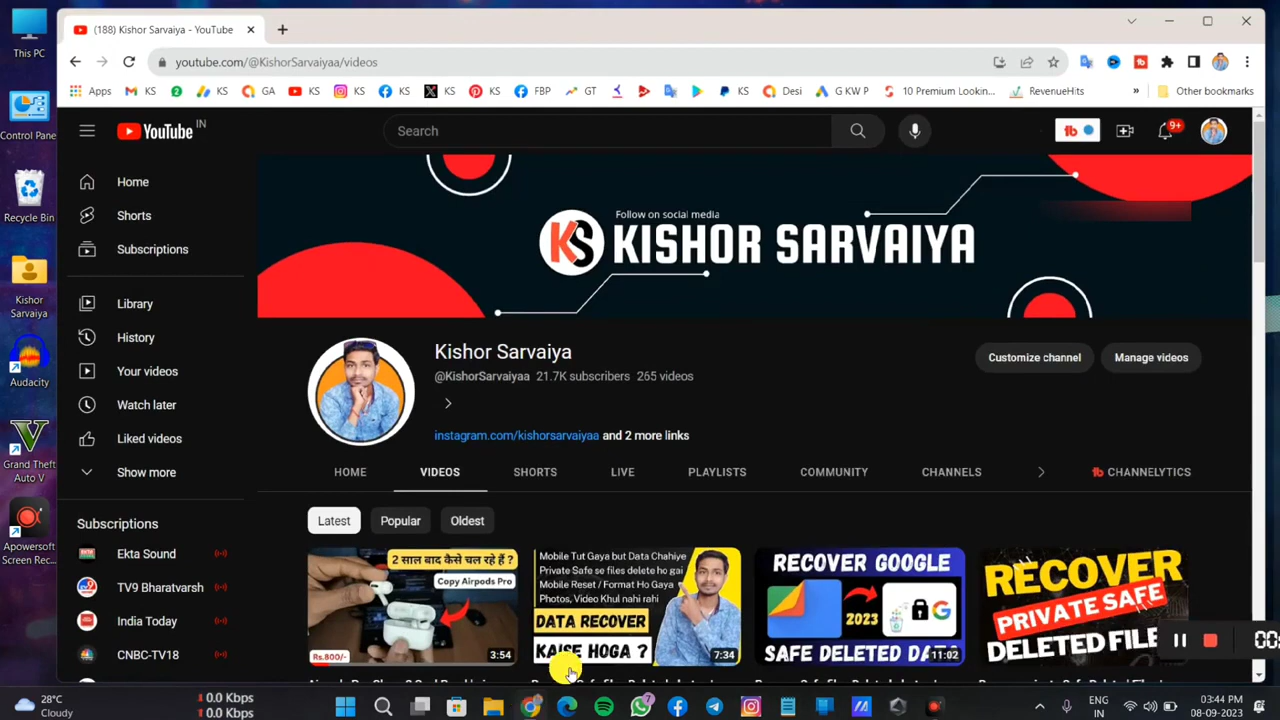 This PC
Control Pane
Recycle Bin
Kishor
Sarvaiya
Audacity
Grand Theft
Auto V
Apowersoft
Screen Rec...
(188) Kishor Sarvaiya - YouTube
youtube.com/@KishorSarvaiyaa/videos
Apps
KS
KS
KS
GA
KS
KS
KS
KS
KS
FBP
GT
KS
Desi
G KW P
10 Premium Lookin...
RevenueHits
»
Other bookmarks
YouTube IN
Search
tb
9+
Home
Shorts
Subscriptions
Library
History
Your videos
Watch later
Liked videos
Show more
Subscriptions
Ekta Sound
TV9 Bharatvarsh
India Today
CNBC-TV18
Follow on social media
KS KISHOR SARVAIYA
Kishor Sarvaiya
@KishorSarvaiyaa 21.7K subscribers 265 videos
instagram.com/kishorsarvaiyaa and 2 more links
Customize channel
Manage videos
HOME
VIDEOS
SHORTS
LIVE
PLAYLISTS
COMMUNITY
CHANNELS
tb CHANNELYTICS
Latest
Popular
Oldest
2 साल बाद कैसे चल रहे हैं ?
Copy Airpods Pro
Rs.800/-
3:54
Mobile Tut Gaya but Data Chahiye
Private Safe se files delete ho gai
Mobile Reset / Format Ho Gaya
Photos, Video Khul nahi rahi
DATA RECOVER
KAISE HOGA ?
7:34
RECOVER GOOGLE
2023
SAFE DELETED DA
11:02
RECOVER
PRIVATE SAFE
DELETED FILE
00:
28°C
Cloudy
0.0 Kbps
0.0 Kbps
7
ENG
IN
03:44 PM
08-09-2023